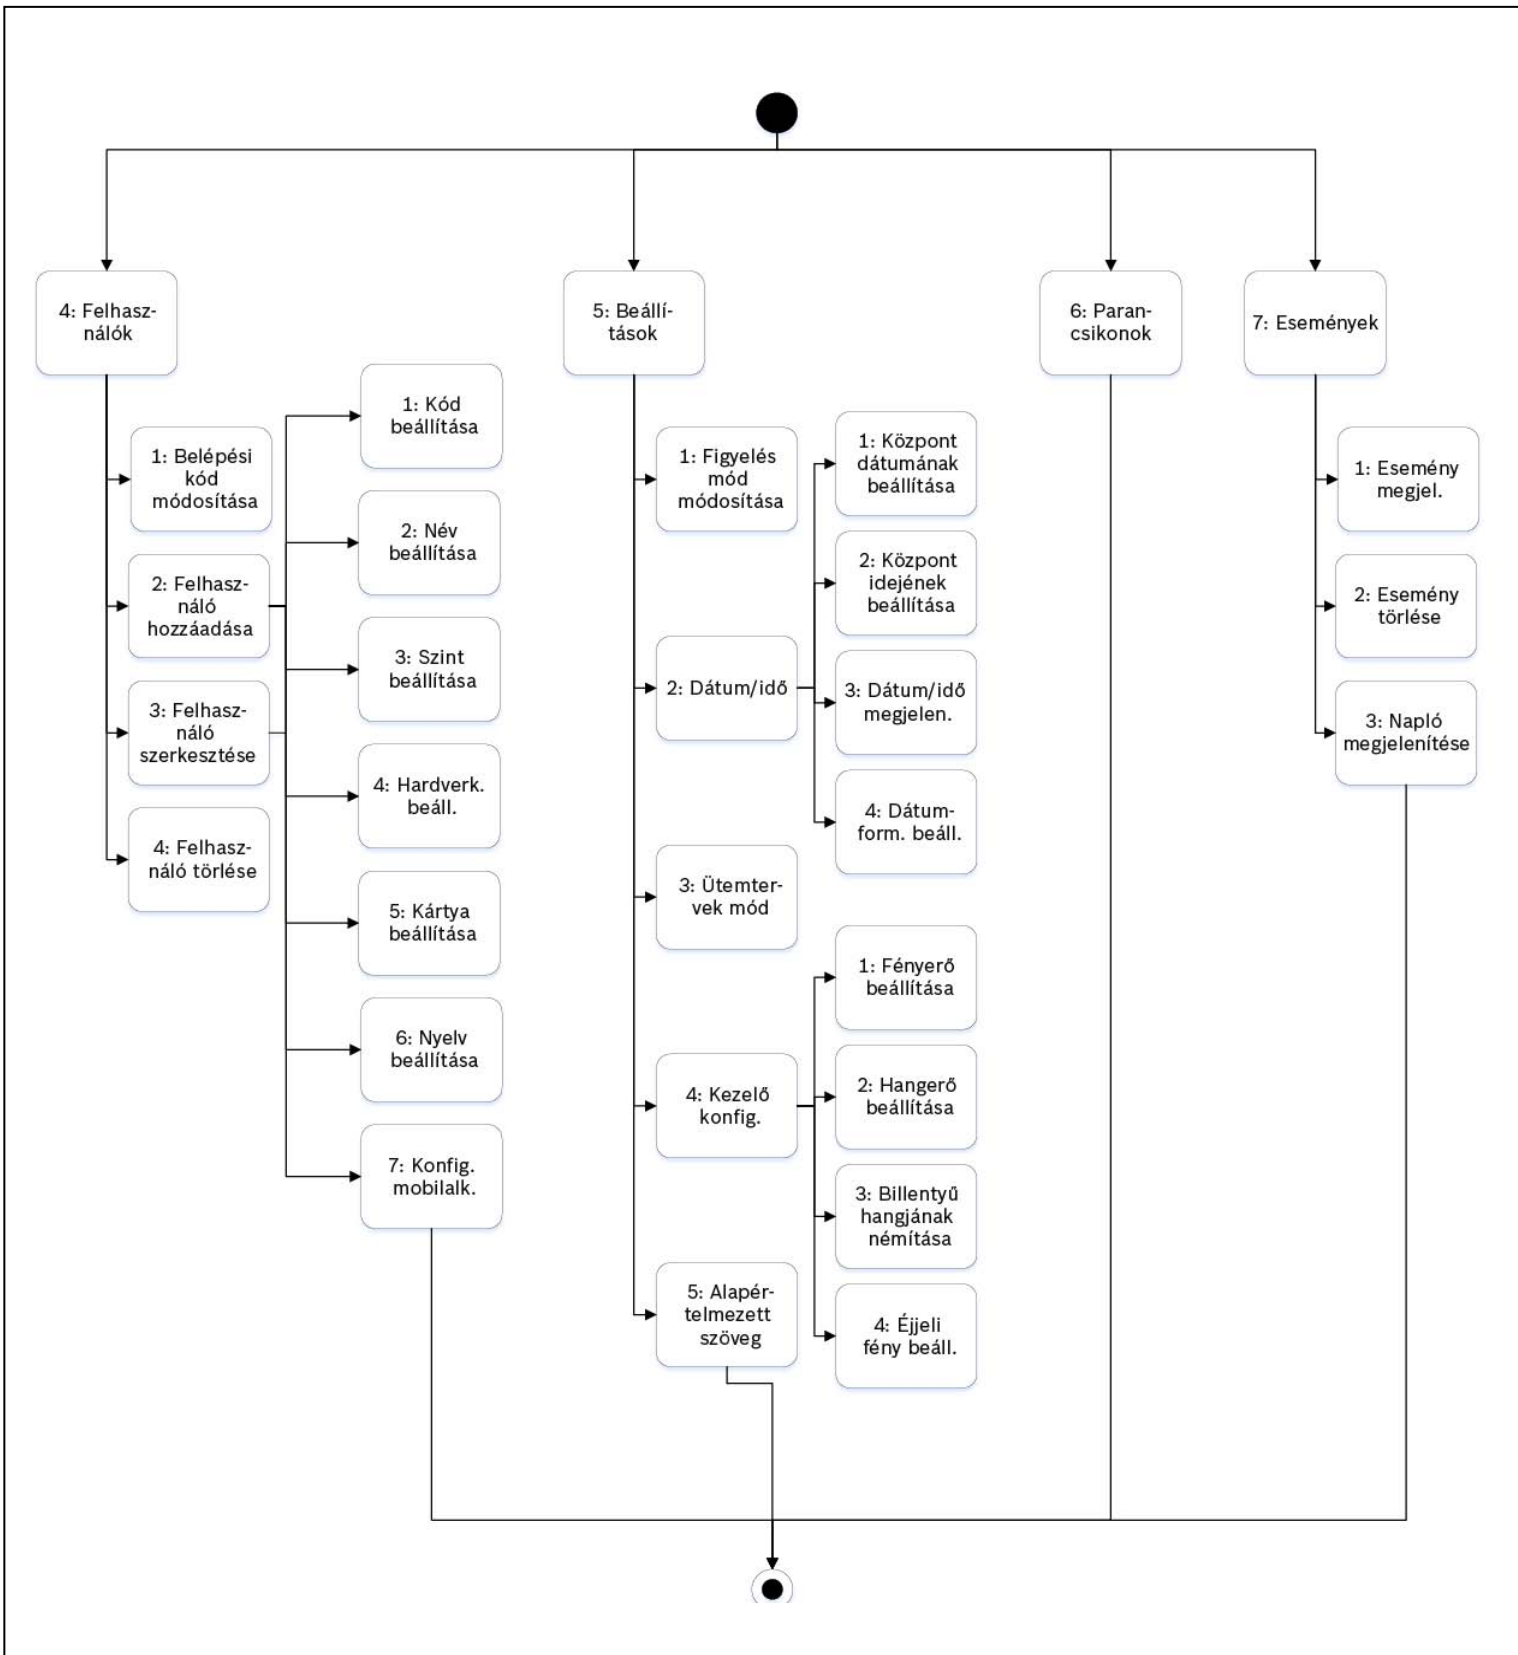 4: Felhasz-
nálók
1: Belépési
kód
módosítása
2: Felhasz-
náló
hozzáadása
3: Felhasz-
náló
szerkesztése
4: Felhasz-
náló törlése
1: Kód
beállítása
2: Név
beállítása
3: Szint
beállítása
4: Hardverk.
beáll.
5: Kártya
beállítása
6: Nyelv
beállítása
7: Konfig.
mobilalk.
5: Beállí-
tások
1: Figyelés
mód
módosítása
2: Dátum/idő
3: Ütemter-
vek mód
4: Kezelő
konfig.
5: Alapér-
telmezett
szöveg
1: Központ
dátumának
beállítása
2: Központ
idejének
beállítása
3: Dátum/idő
megjelen.
4: Dátum-
form. beáll.
1: Fényerő
beállítása
2: Hangerő
beállítása
3: Billentyű
hangjának
némítása
4: Éjjeli
fény beáll.
6: Paran-
csikonok
7: Események
1: Esemény
megjel.
2: Esemény
törlése
3: Napló
megjelenítése